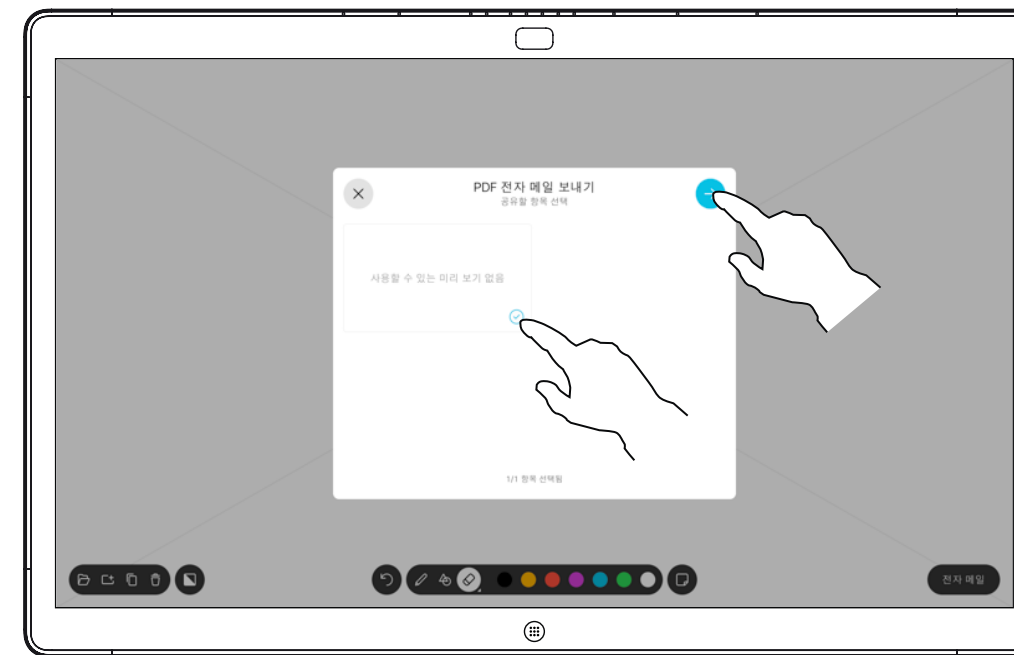 PDF 전자 메일 보내기
공유할 항목 선택
사용할 수 있는 미리 보기 없음
1/1 항목 선택됨
전자 메일